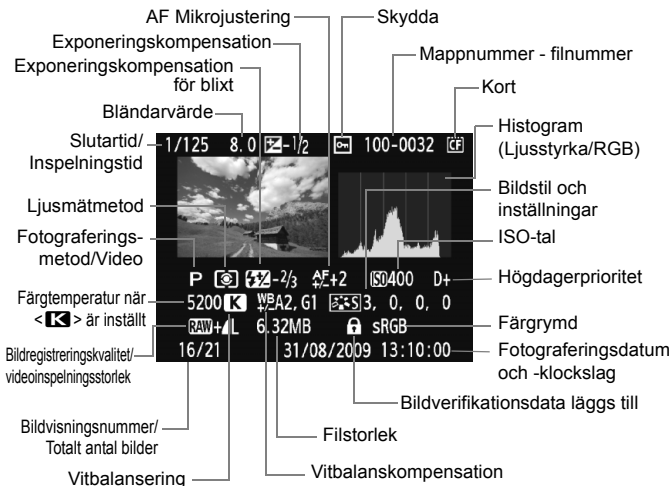 AF Mikrojustering
Skydda
Exponeringskompensation
Mappnummer - filnummer
Exponeringskompensation
för blixt
Kort
Bländarvärde
Slutartid/
Inspelningstid
Histogram
(Ljusstyrka/RGB)
1/125 8.0 -1/2 100-0032 CF
Ljusmätmetod
Bildstil och
inställningar
Fotograferings-
metod/Video
ISO-tal
P -2/3 AF+2 ISO400 D+
Högdagerprioritet
Färgtemperatur när
< K > är inställt
5200 K WB A2, G1 S 3, 0, 0, 0
Färgrymd
Bildregistreringskvalitet/
videoinspelningsstorlek
RAW+L 6.32MB sRGB
Fotograferingsdatum
och -klockslag
16/21 31/08/2009 13:10:00
Bildverifikationsdata läggs till
Bildvisningsnummer/
Totalt antal bilder
Filstorlek
Vitbalansering
Vitbalanskompensation